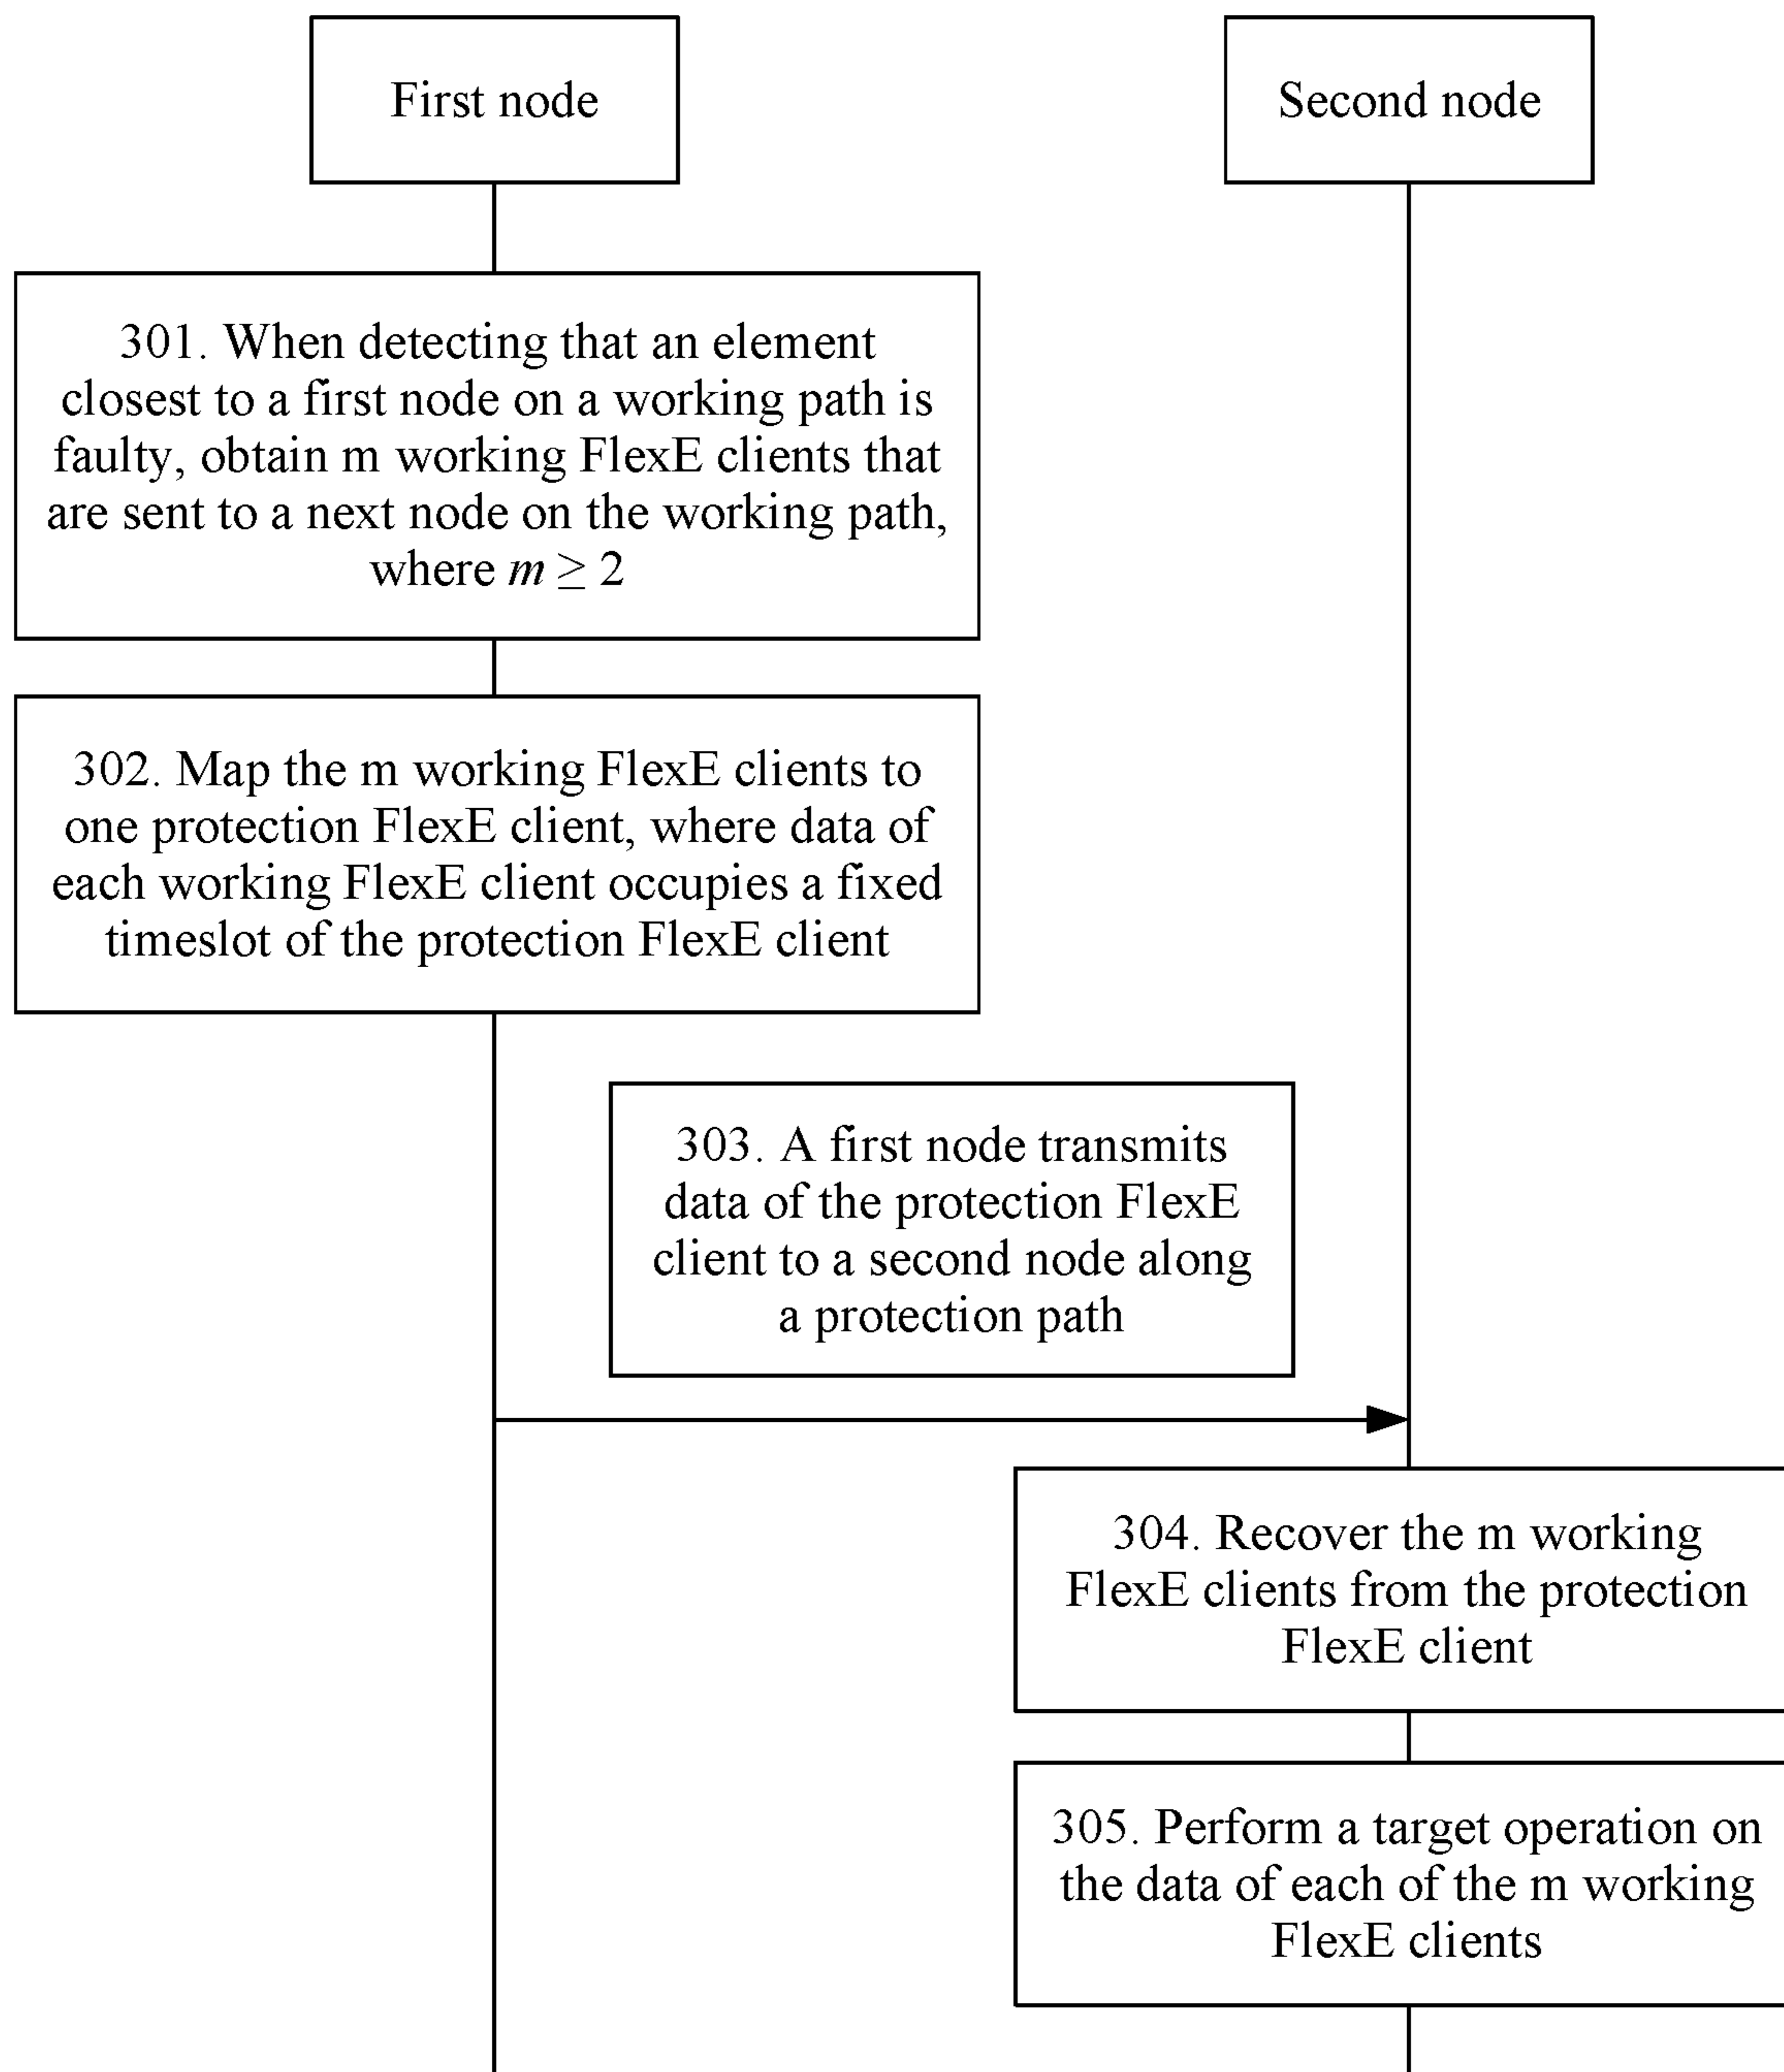 First node
Second node
301. When detecting that an element
closest to a first node on a working path is
faulty, obtain m working FlexE clients that
are sent to a next node on the working path,
where m ≥ 2
302. Map the m working FlexE clients to
one protection FlexE client, where data of
each working FlexE client occupies a fixed
timeslot of the protection FlexE client
303. A first node transmits
data of the protection FlexE
client to a second node along
a protection path
304. Recover the m working
FlexE clients from the protection
FlexE client
305. Perform a target operation on
the data of each of the m working
FlexE clients